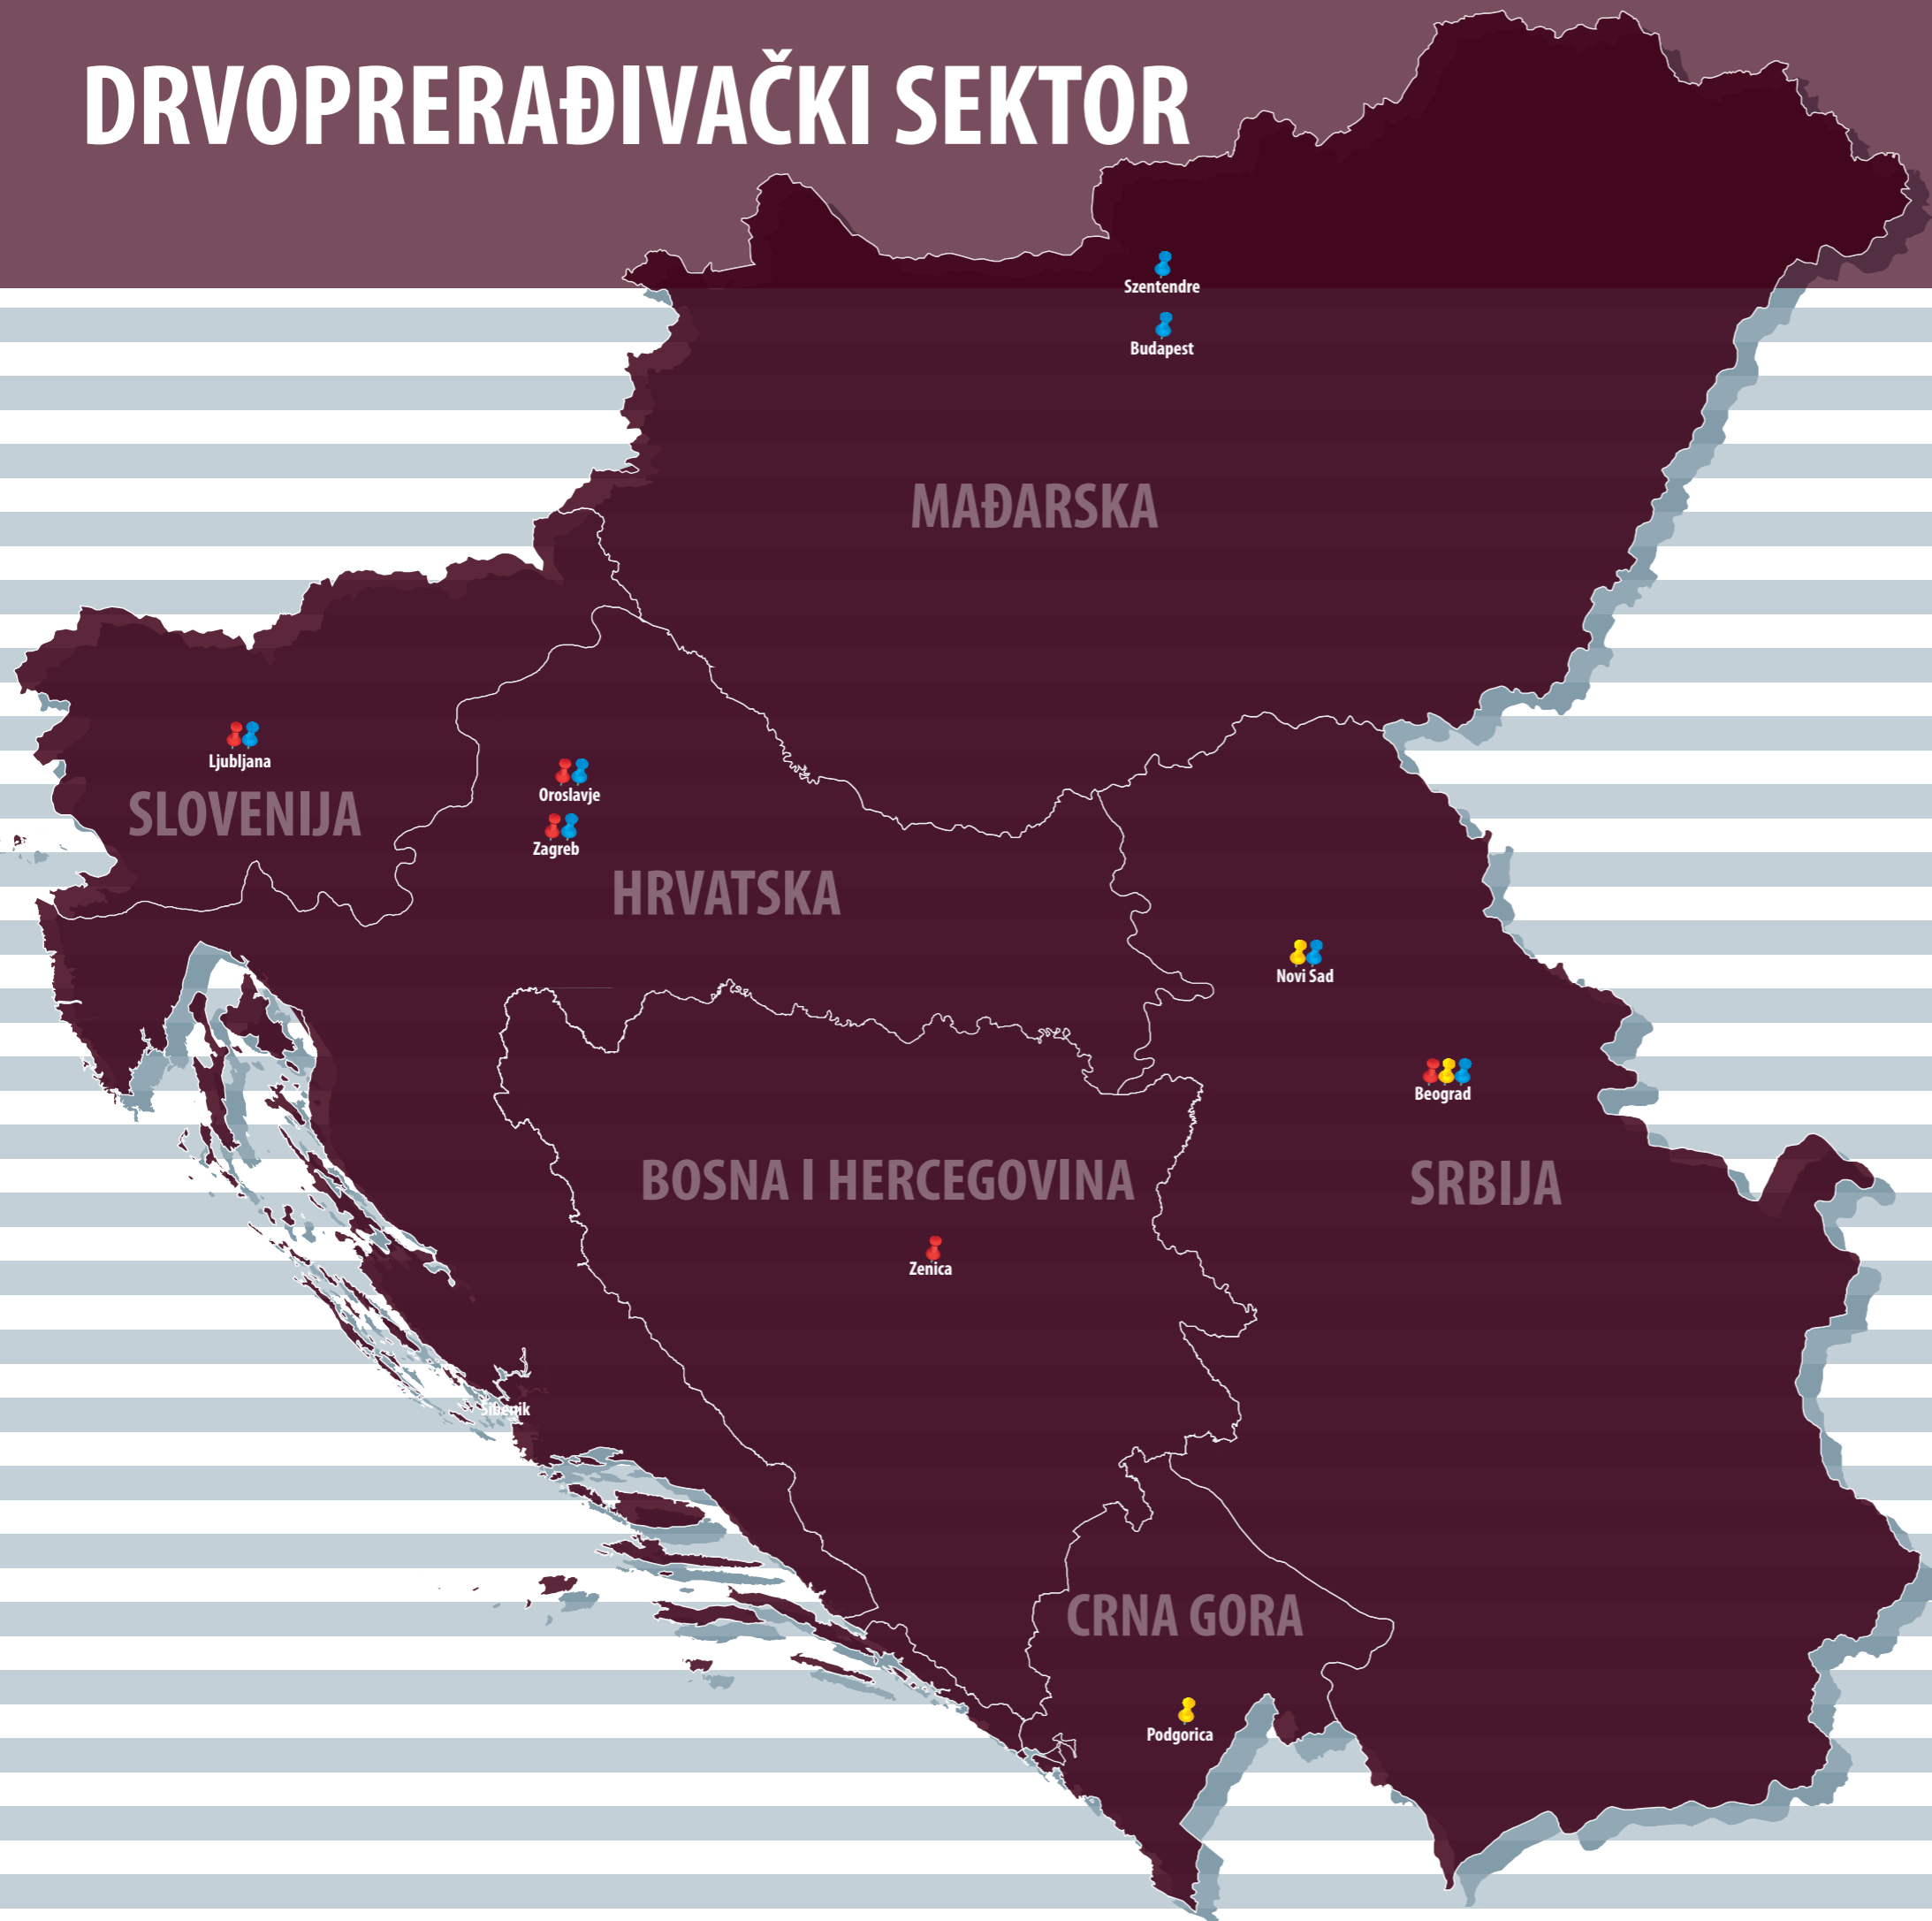 DRVOPRERAĐIVAČKI SEKTOR
Szentendre
Budapest
MAĐARSKA
Ljubljana
SLOVENIJA
Oroslavje
Zagreb
HRVATSKA
Novi Sad
Beograd
BOSNA I HERCEGOVINA
SRBIJA
Zenica
Šibenik
CRNA GORA
Podgorica